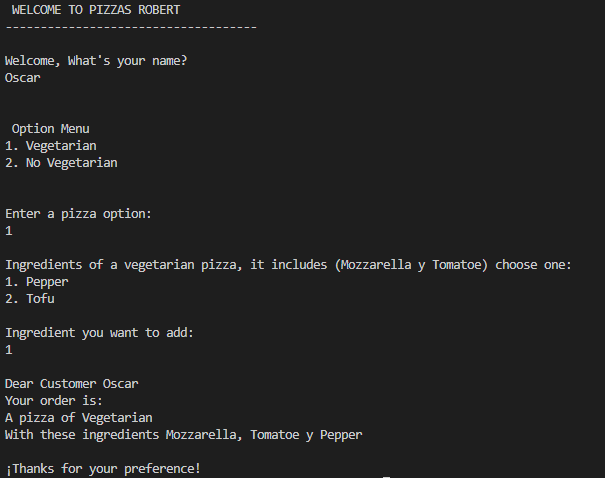 WELCOME TO PIZZAS ROBERT
------------------------------------
Welcome, What's your name?
Oscar
Option Menu
1. Vegetarian
2. No Vegetarian
Enter a pizza option:
1
Ingredients of a vegetarian pizza, it includes (Mozzarella y Tomatoe) choose one:
1. Pepper
2. Tofu
Ingredient you want to add:
1
Dear Customer Oscar
Your order is:
A pizza of Vegetarian
With these ingredients Mozzarella, Tomatoe y Pepper
¡Thanks for your preference!